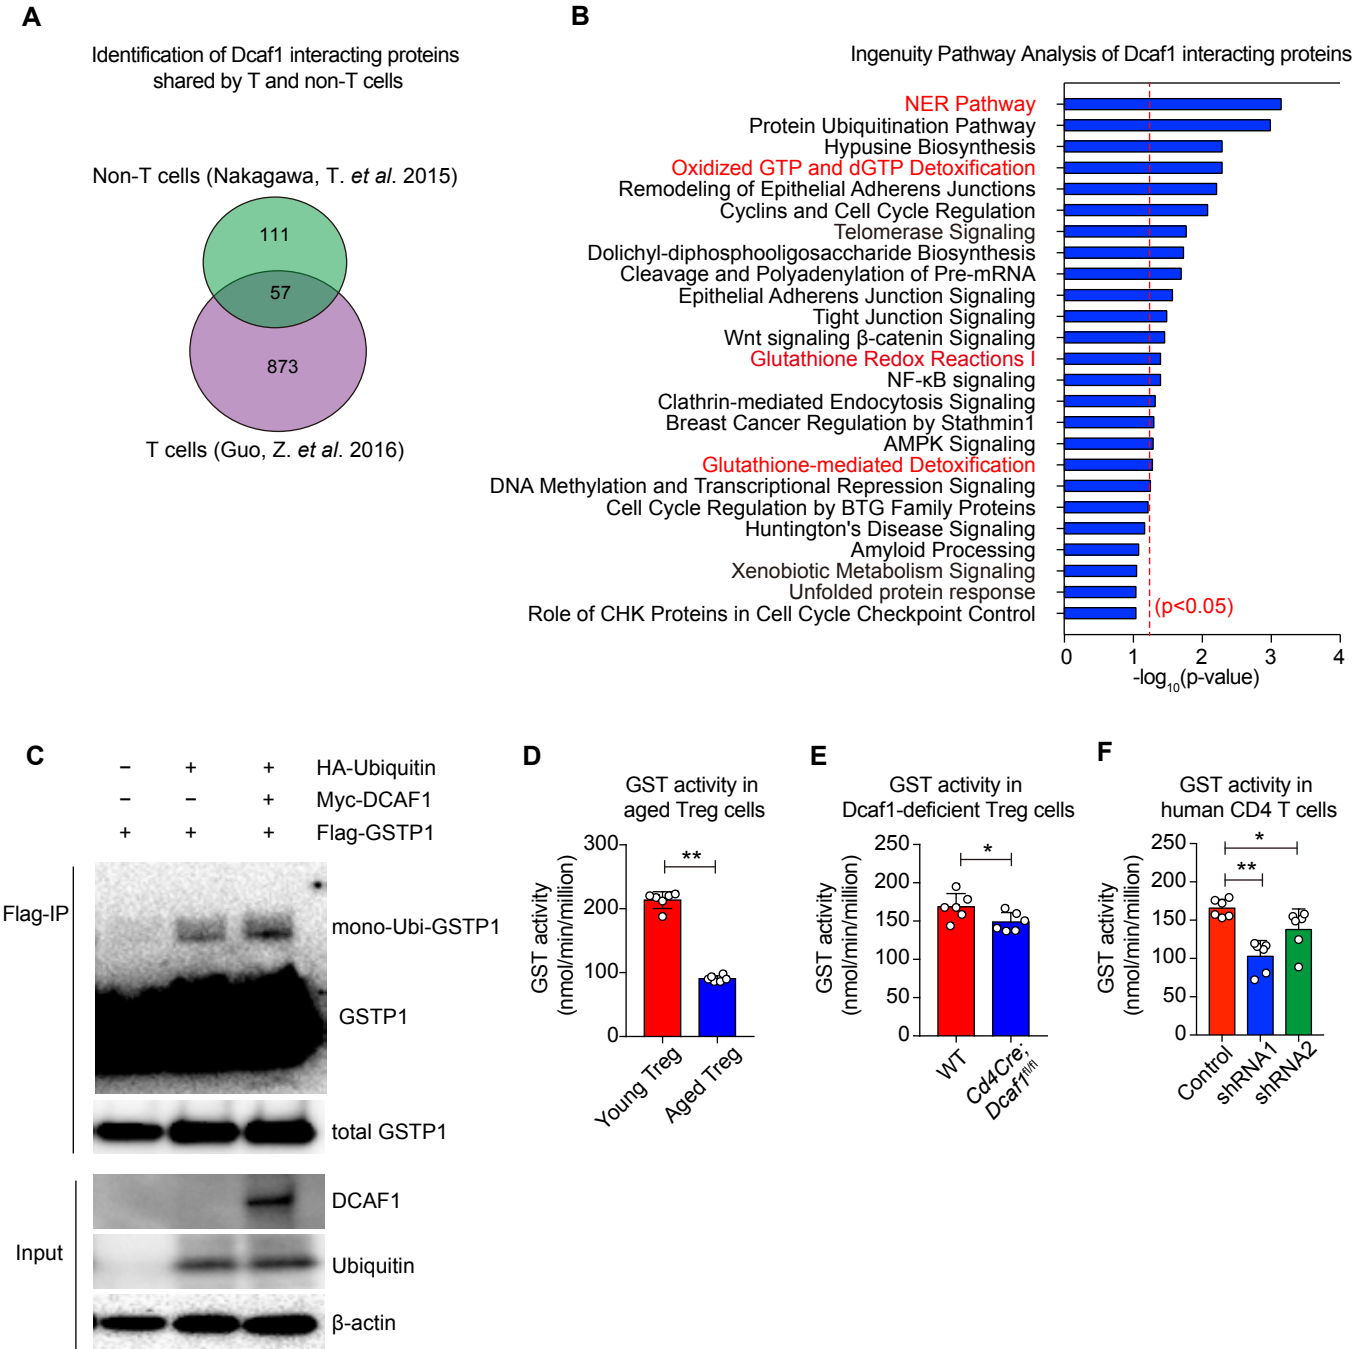 A
Identification of Dcaf1 interacting proteins
shared by T and non-T cells
Non-T cells (Nakagawa, T. et al. 2015)
111
57
873
T cells (Guo, Z. et al. 2016)
B
Ingenuity Pathway Analysis of Dcaf1 interacting proteins
NER Pathway
Protein Ubiquitination Pathway
Hypusine Biosynthesis
Oxidized GTP and dGTP Detoxification
Remodeling of Epithelial Adherens Junctions
Cyclins and Cell Cycle Regulation
Telomerase Signaling
Dolichyl-diphosphooligosaccharide Biosynthesis
Cleavage and Polyadenylation of Pre-mRNA
Epithelial Adherens Junction Signaling
Tight Junction Signaling
Wnt signaling β-catenin Signaling
Glutathione Redox Reactions I
NF-κB signaling
Clathrin-mediated Endocytosis Signaling
Breast Cancer Regulation by Stathmin1
AMPK Signaling
Glutathione-mediated Detoxification
DNA Methylation and Transcriptional Repression Signaling
Cell Cycle Regulation by BTG Family Proteins
Huntington's Disease Signaling
Amyloid Processing
Xenobiotic Metabolism Signaling
Unfolded protein response
Role of CHK Proteins in Cell Cycle Checkpoint Control
(p<0.05)
0 1 2 3 4
-log10(p-value)
C
− + + HA-Ubiquitin
− − + Myc-DCAF1
+ + + Flag-GSTP1
Flag-IP
mono-Ubi-GSTP1
GSTP1
total GSTP1
Input
DCAF1
Ubiquitin
β-actin
D
GST activity in
aged Treg cells
GST activity
(nmol/min/million)
300
200
100
0
**
Young Treg
Aged Treg
E
GST activity in
Dcaf1-deficient Treg cells
GST activity
(nmol/min/million)
250
200
150
100
50
0
*
WT
Cd4Cre;
Dcaf1fl/fl
F
GST activity in
human CD4 T cells
GST activity
(nmol/min/million)
250
200
150
100
50
0
*
**
Control
shRNA1
shRNA2